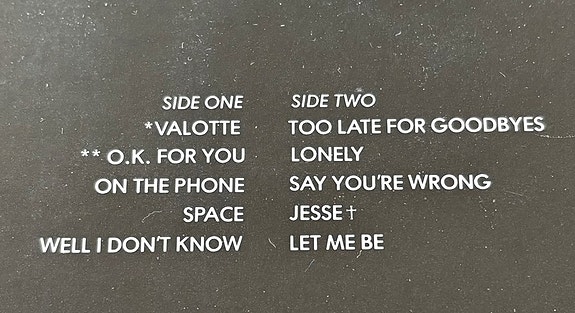 SIDE ONE
*VALOTTE
** O.K. FOR YOU
ON THE PHONE
SPACE
WELL I DON'T KNOW
SIDE TWO
TOO LATE FOR GOODBYES
LONELY
SAY YOU'RE WRONG
JESSE†
LET ME BE